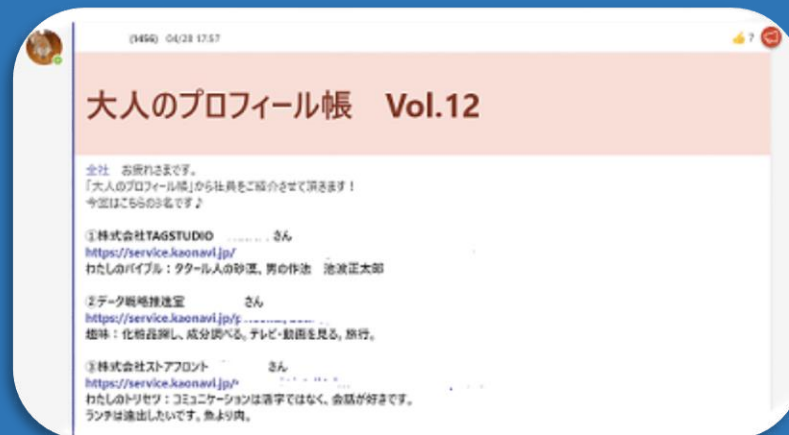 (1456) 04/28 17:57
7
大人のプロフィール帳 Vol.12
全社 お疲れさまです。
「大人のプロフィール帳」から社員をご紹介させて頂きます！
今回はこちらの3名です♪
①株式会社TAGSTUDIO さん
https://service.kaonavi.jp/
わたしのバイブル：タタール人の砂漠、男の作法 池波正太郎
②データ戦略推進室 さん
https://service.kaonavi.jp/
趣味：化粧品探し、成分調べる。テレビ・動画を見る。旅行。
③株式会社ストアフロント さん
https://service.kaonavi.jp/
わたしのトリセツ：コミュニケーションは活字ではなく、会話が好きです。
ランチは遠出したいです。魚より肉。